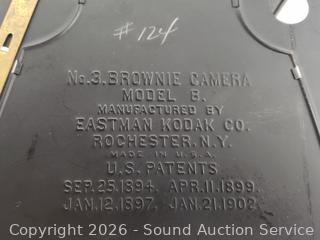 # 124
No.3. BROWNIE CAMERA
MODEL B.
MANUFACTURED BY
EASTMAN KODAK CO.
ROCHESTER, N.Y.
MADE IN U.S.A.
U.S. PATENTS
SEP. 25.1894. APR. 11.1899.
JAN. 12.1897. JAN. 21.1902.
Copyright 2026 - Sound Auction Service